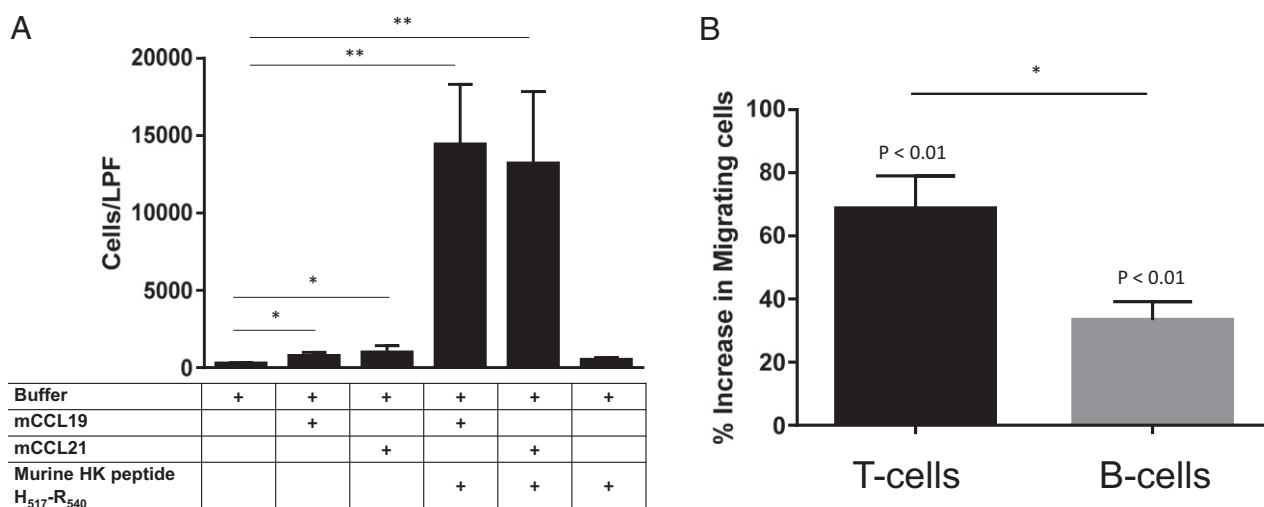 A
**
**
20000
15000
10000
5000
0
Cells/LPF
*
*
Buffer + + + + + +
mCCL19 + +
mCCL21 + +
Murine HK peptide
H517-R540 + + +
B
*
% Increase in Migrating cells
100
80
60
40
20
0
P < 0.01
P < 0.01
T-cells B-cells